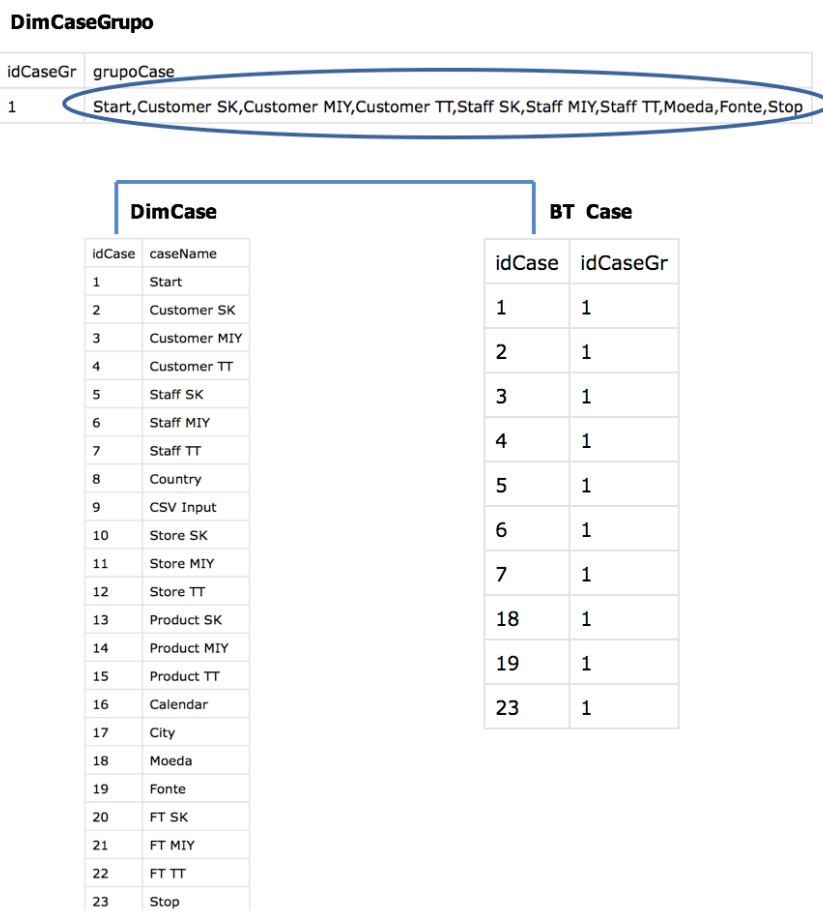 DimCaseGrupo
idCaseGr grupoCase
1 Start,Customer SK,Customer MIY,Customer TT,Staff SK,Staff MIY,Staff TT,Moeda,Fonte,Stop
DimCase
idCase caseName
1 Start
2 Customer SK
3 Customer MIY
4 Customer TT
5 Staff SK
6 Staff MIY
7 Staff TT
8 Country
9 CSV Input
10 Store SK
11 Store MIY
12 Store TT
13 Product SK
14 Product MIY
15 Product TT
16 Calendar
17 City
18 Moeda
19 Fonte
20 FT SK
21 FT MIY
22 FT TT
23 Stop
BT Case
idCase idCaseGr
1 1
2 1
3 1
4 1
5 1
6 1
7 1
18 1
19 1
23 1